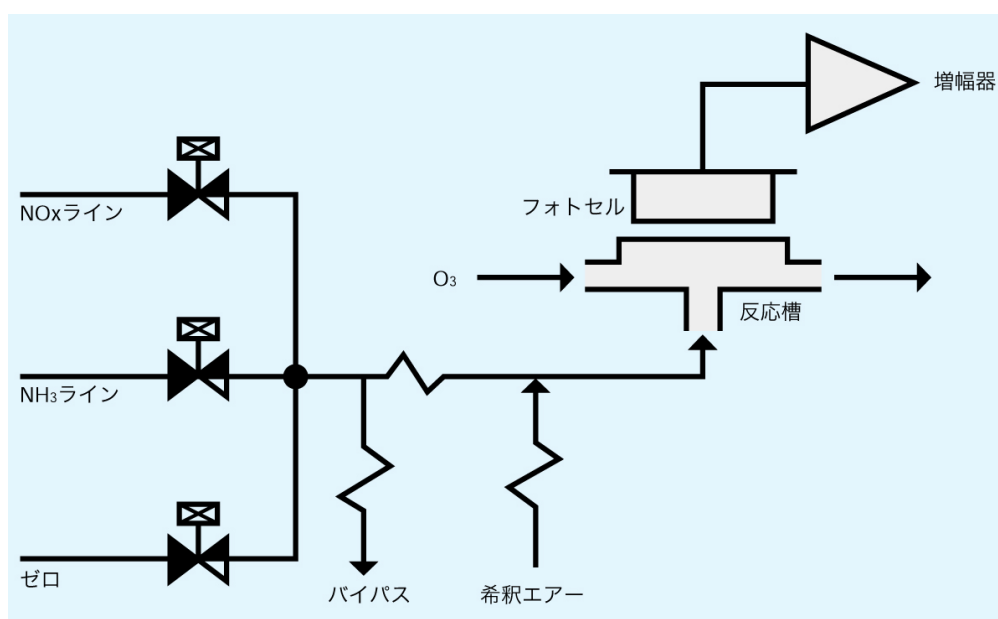 増幅器
NOxライン
フォトセル
O₃
反応槽
NH₃ライン
ゼロ
バイパス
希釈エアー